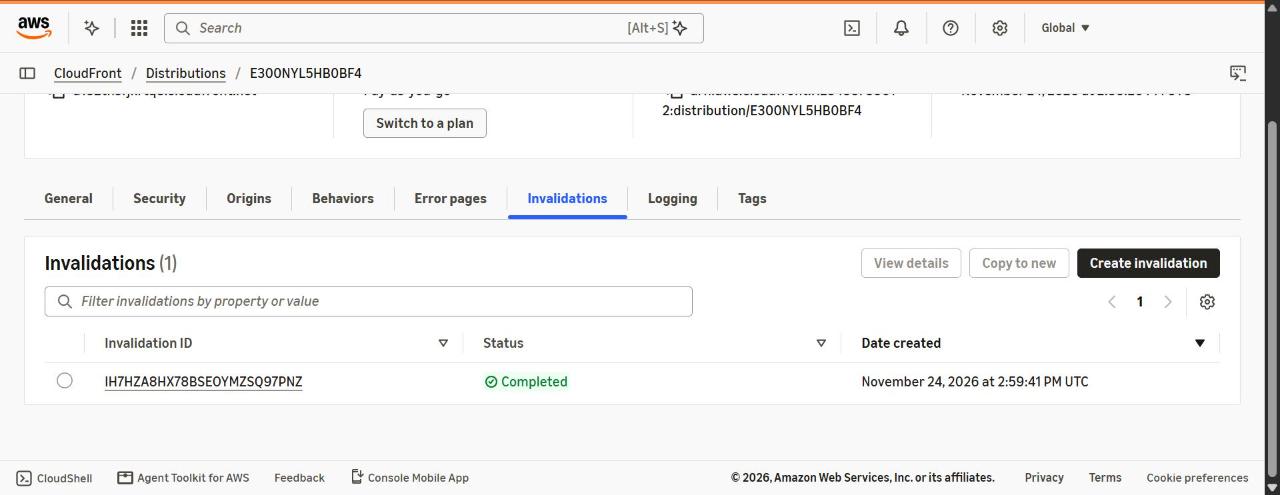 aws
Search [Alt+S]
Global
CloudFront / Distributions / E300NYL5HB0BF4
Switch to a plan
2:distribution/E300NYL5HB0BF4
General Security Origins Behaviors Error pages Invalidations Logging Tags
Invalidations (1)
View details Copy to new Create invalidation
Filter invalidations by property or value
1
Invalidation ID Status Date created
IH7HZA8HX78BSEOYMZSQ97PNZ Completed November 24, 2026 at 2:59:41 PM UTC
CloudShell Agent Toolkit for AWS Feedback Console Mobile App © 2026, Amazon Web Services, Inc. or its affiliates. Privacy Terms Cookie preferences